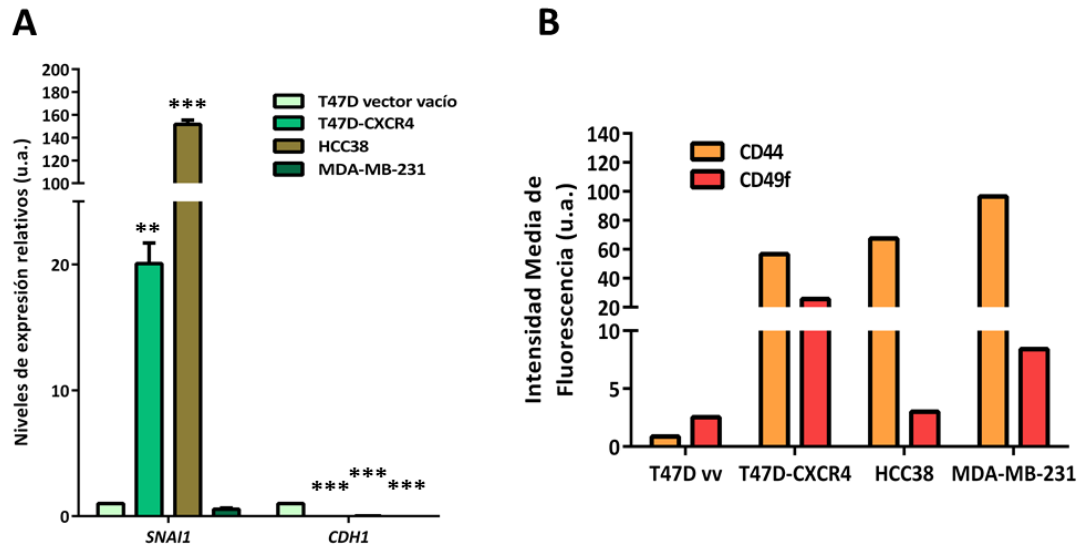 A
Niveles de expresión relativos (u.a.)
200
180
160
140
120
100
20
10
0
***
**
*** *** ***
T47D vector vacío
T47D-CXCR4
HCC38
MDA-MB-231
SNAI1
CDH1
B
Intensidad Media de
Fluorescencia (u.a.)
140
120
100
80
60
40
20
10
5
0
CD44
CD49f
T47D vv
T47D-CXCR4
HCC38
MDA-MB-231